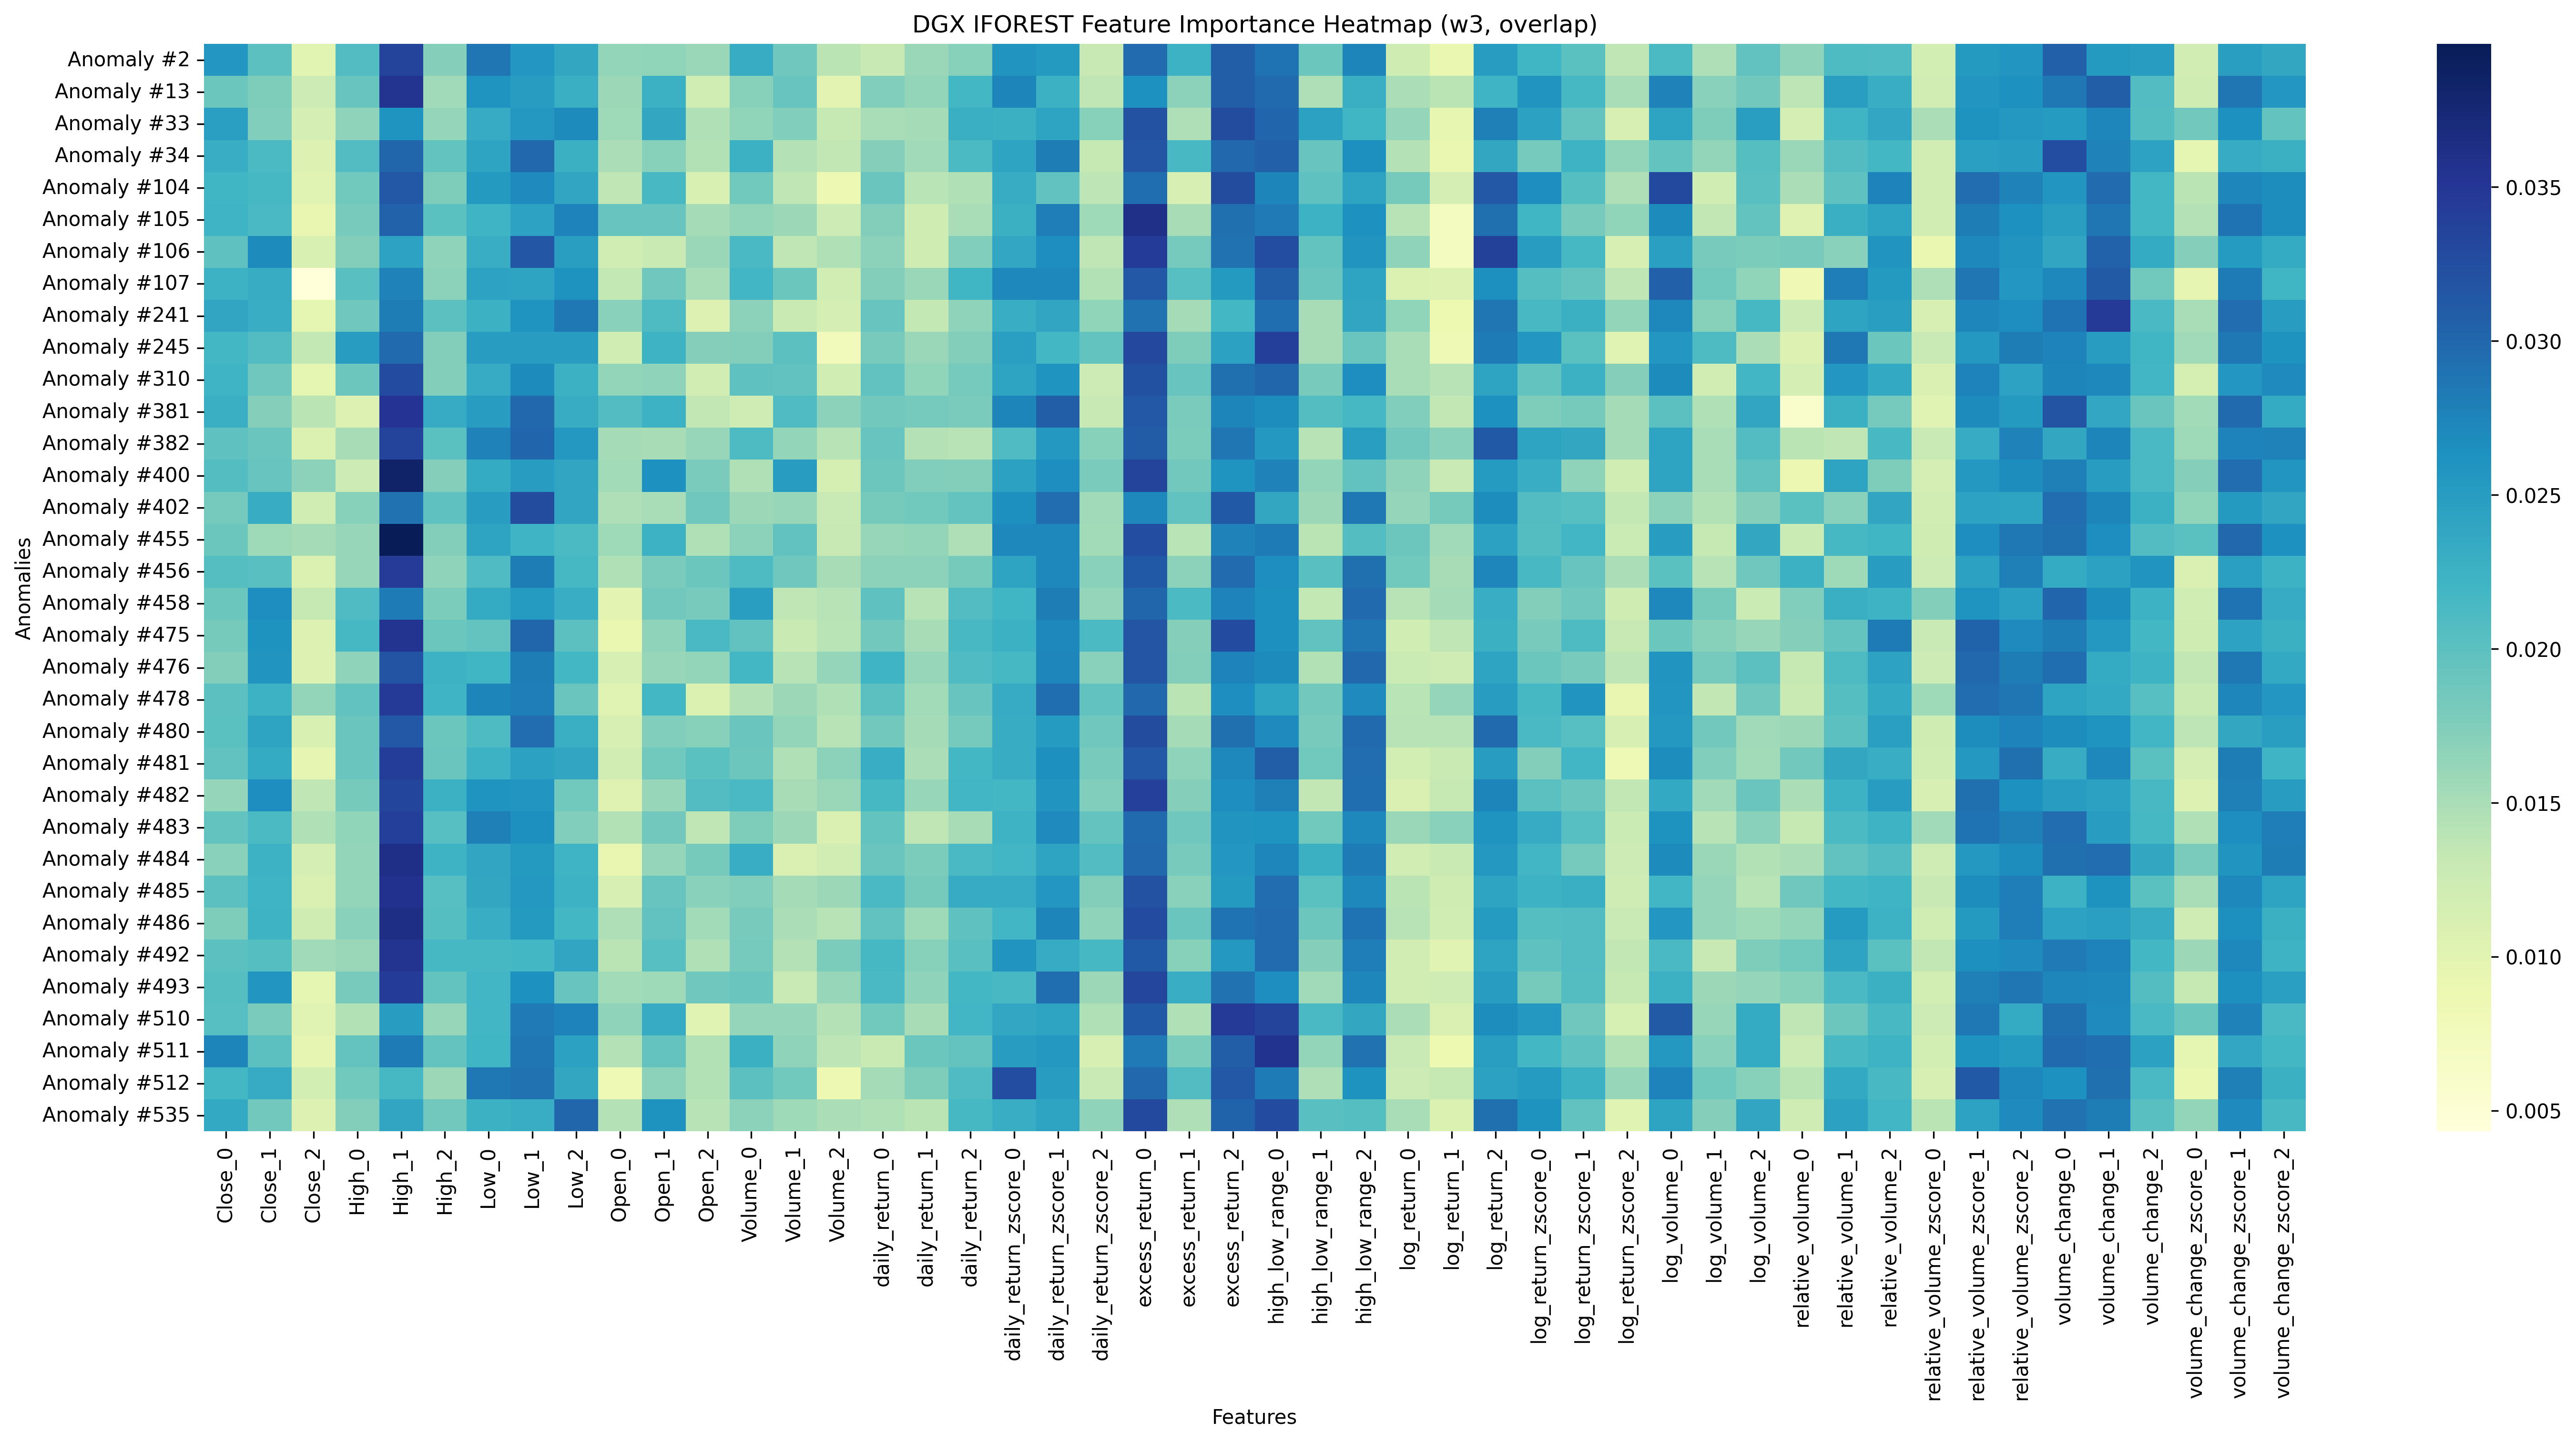 DGX IFOREST Feature Importance Heatmap (w3, overlap)
Anomalies
Anomaly #2
Anomaly #13
Anomaly #33
Anomaly #34
Anomaly #104
Anomaly #105
Anomaly #106
Anomaly #107
Anomaly #241
Anomaly #245
Anomaly #310
Anomaly #381
Anomaly #382
Anomaly #400
Anomaly #402
Anomaly #455
Anomaly #456
Anomaly #458
Anomaly #475
Anomaly #476
Anomaly #478
Anomaly #480
Anomaly #481
Anomaly #482
Anomaly #483
Anomaly #484
Anomaly #485
Anomaly #486
Anomaly #492
Anomaly #493
Anomaly #510
Anomaly #511
Anomaly #512
Anomaly #535
Close_0
Close_1
Close_2
High_0
High_1
High_2
Low_0
Low_1
Low_2
Open_0
Open_1
Open_2
Volume_0
Volume_1
Volume_2
daily_return_0
daily_return_1
daily_return_2
daily_return_zscore_0
daily_return_zscore_1
daily_return_zscore_2
excess_return_0
excess_return_1
excess_return_2
high_low_range_0
high_low_range_1
high_low_range_2
log_return_0
log_return_1
log_return_2
log_return_zscore_0
log_return_zscore_1
log_return_zscore_2
log_volume_0
log_volume_1
log_volume_2
relative_volume_0
relative_volume_1
relative_volume_2
relative_volume_zscore_0
relative_volume_zscore_1
relative_volume_zscore_2
volume_change_0
volume_change_1
volume_change_2
volume_change_zscore_0
volume_change_zscore_1
volume_change_zscore_2
Features
0.035
0.030
0.025
0.020
0.015
0.010
0.005